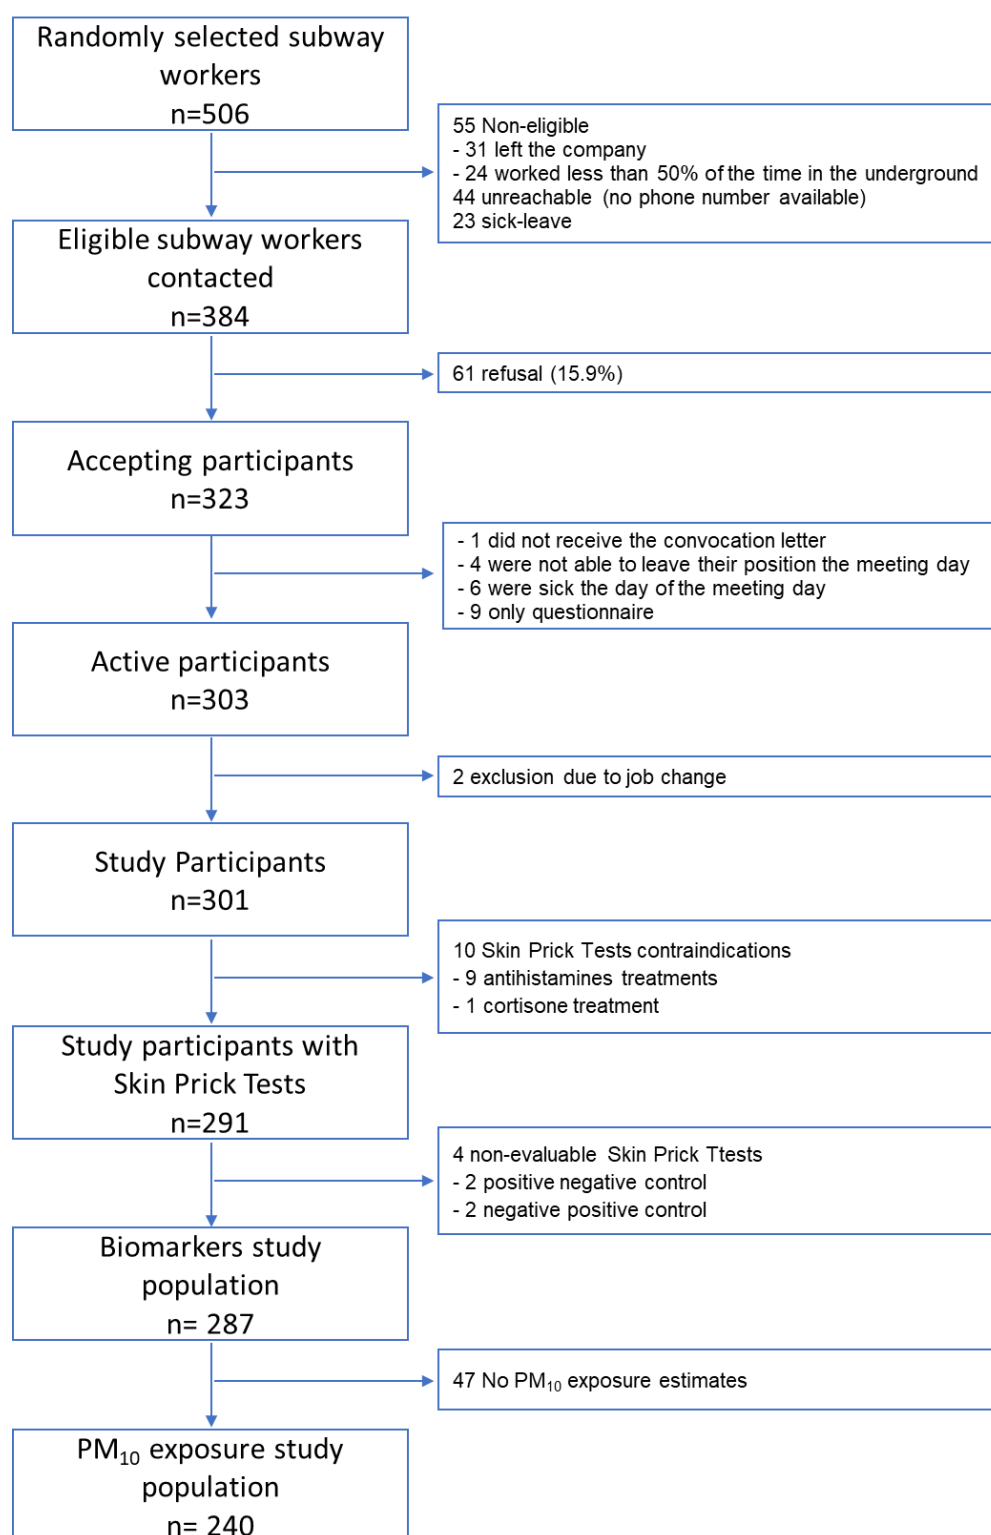 Randomly selected subway
workers
n=506
55 Non-eligible
- 31 left the company
- 24 worked less than 50% of the time in the underground
44 unreachable (no phone number available)
23 sick-leave
Eligible subway workers
contacted
n=384
61 refusal (15.9%)
Accepting participants
n=323
- 1 did not receive the convocation letter
- 4 were not able to leave their position the meeting day
- 6 were sick the day of the meeting day
- 9 only questionnaire
Active participants
n=303
2 exclusion due to job change
Study Participants
n=301
10 Skin Prick Tests contraindications
- 9 antihistamines treatments
- 1 cortisone treatment
Study participants with
Skin Prick Tests
n=291
4 non-evaluable Skin Prick Ttests
- 2 positive negative control
- 2 negative positive control
Biomarkers study
population
n= 287
47 No PM₁₀ exposure estimates
PM₁₀ exposure study
population
n= 240